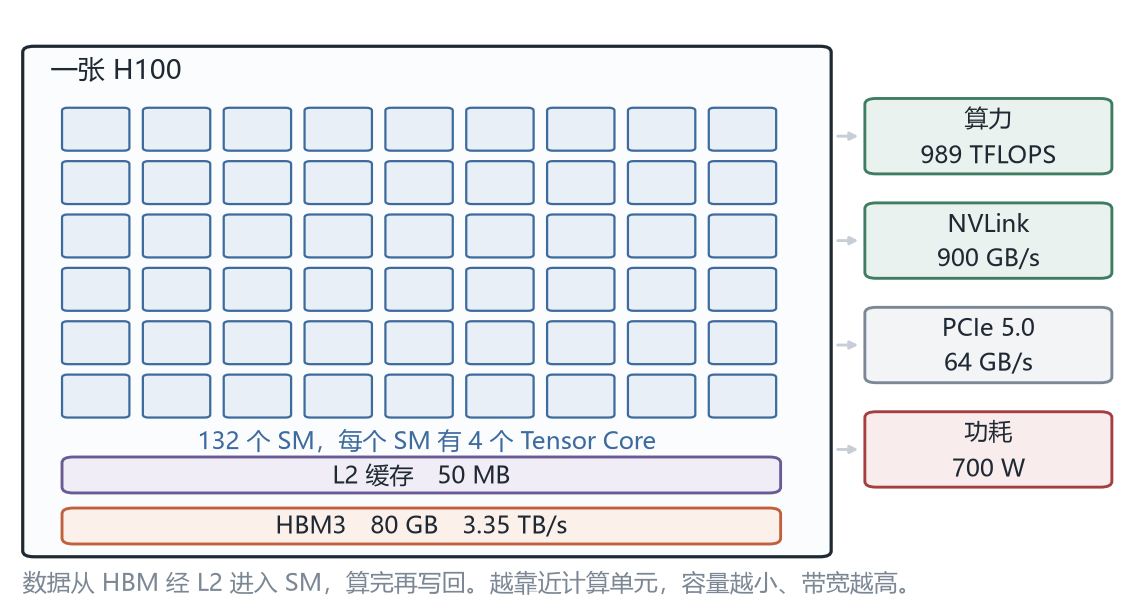 一张 H100
算力
989 TFLOPS
NVLink
900 GB/s
PCIe 5.0
64 GB/s
功耗
700 W
132 个 SM，每个 SM 有 4 个 Tensor Core
L2 缓存 50 MB
HBM3 80 GB 3.35 TB/s
数据从 HBM 经 L2 进入 SM，算完再写回。越靠近计算单元，容量越小、带宽越高。